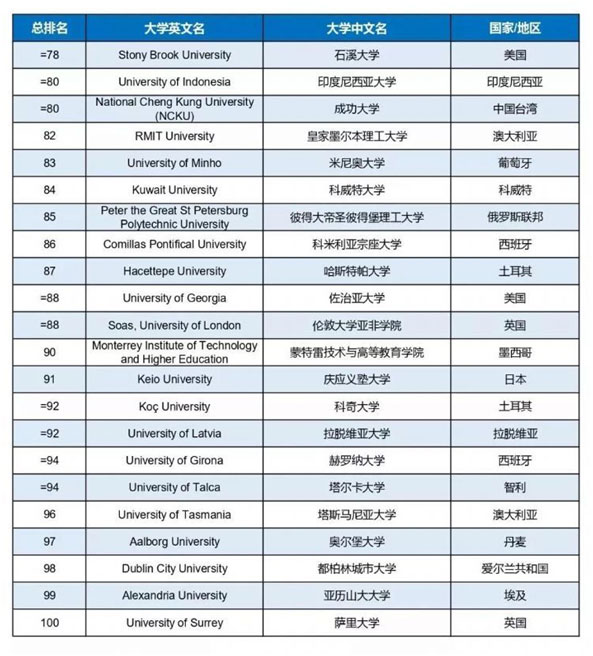 总排名 大学英文名 大学中文名 国家/地区
=78 Stony Brook University 石溪大学 美国
=80 University of Indonesia 印度尼西亚大学 印度尼西亚
=80 National Cheng Kung University (NCKU) 成功大学 中国台湾
82 RMIT University 皇家墨尔本理工大学 澳大利亚
83 University of Minho 米尼奥大学 葡萄牙
84 Kuwait University 科威特大学 科威特
85 Peter the Great St Petersburg Polytechnic University 彼得大帝圣彼得堡理工大学 俄罗斯联邦
86 Comillas Pontifical University 科米利亚宗座大学 西班牙
87 Hacettepe University 哈斯特帕大学 土耳其
=88 University of Georgia 佐治亚大学 美国
=88 Soas, University of London 伦敦大学亚非学院 英国
90 Monterrey Institute of Technology and Higher Education 蒙特雷技术与高等教育学院 墨西哥
91 Keio University 庆应义塾大学 日本
=92 Koç University 科奇大学 土耳其
=92 University of Latvia 拉脱维亚大学 拉脱维亚
=94 University of Girona 赫罗纳大学 西班牙
=94 University of Talca 塔尔卡大学 智利
96 University of Tasmania 塔斯马尼亚大学 澳大利亚
97 Aalborg University 奥尔堡大学 丹麦
98 Dublin City University 都柏林城市大学 爱尔兰共和国
99 Alexandria University 亚历山大大学 埃及
100 University of Surrey 萨里大学 英国